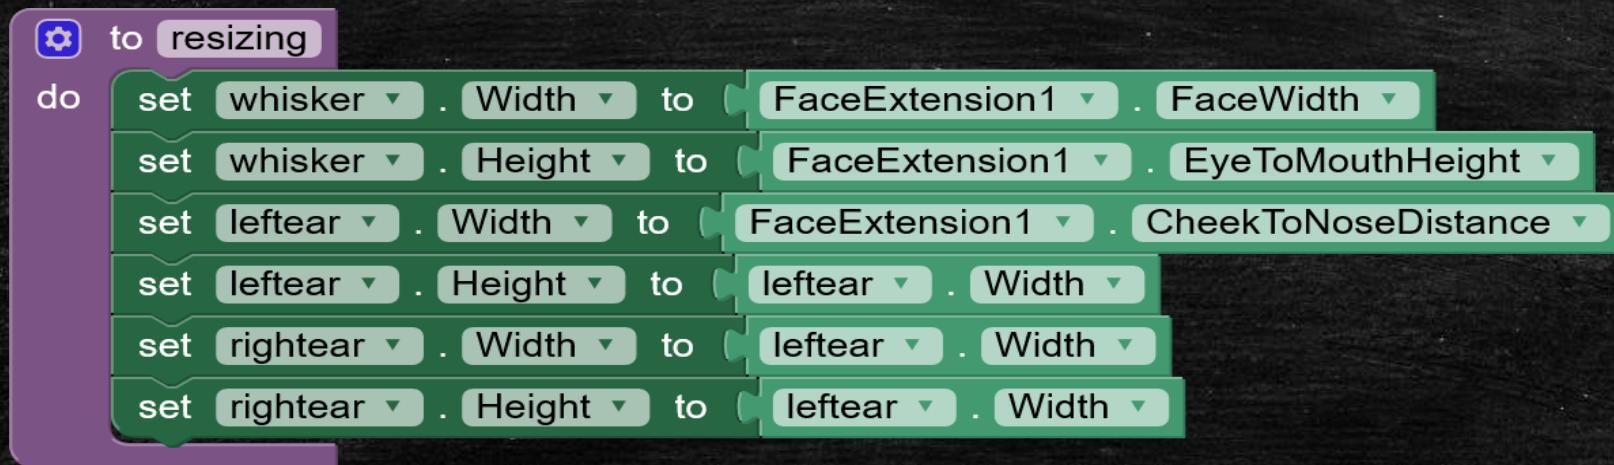 to resizing
do set whisker . Width to FaceExtension1 . FaceWidth
set whisker . Height to FaceExtension1 . EyeToMouthHeight
set leftear . Width to FaceExtension1 . CheekToNoseDistance
set leftear . Height to leftear . Width
set rightear . Width to leftear . Width
set rightear . Height to leftear . Width